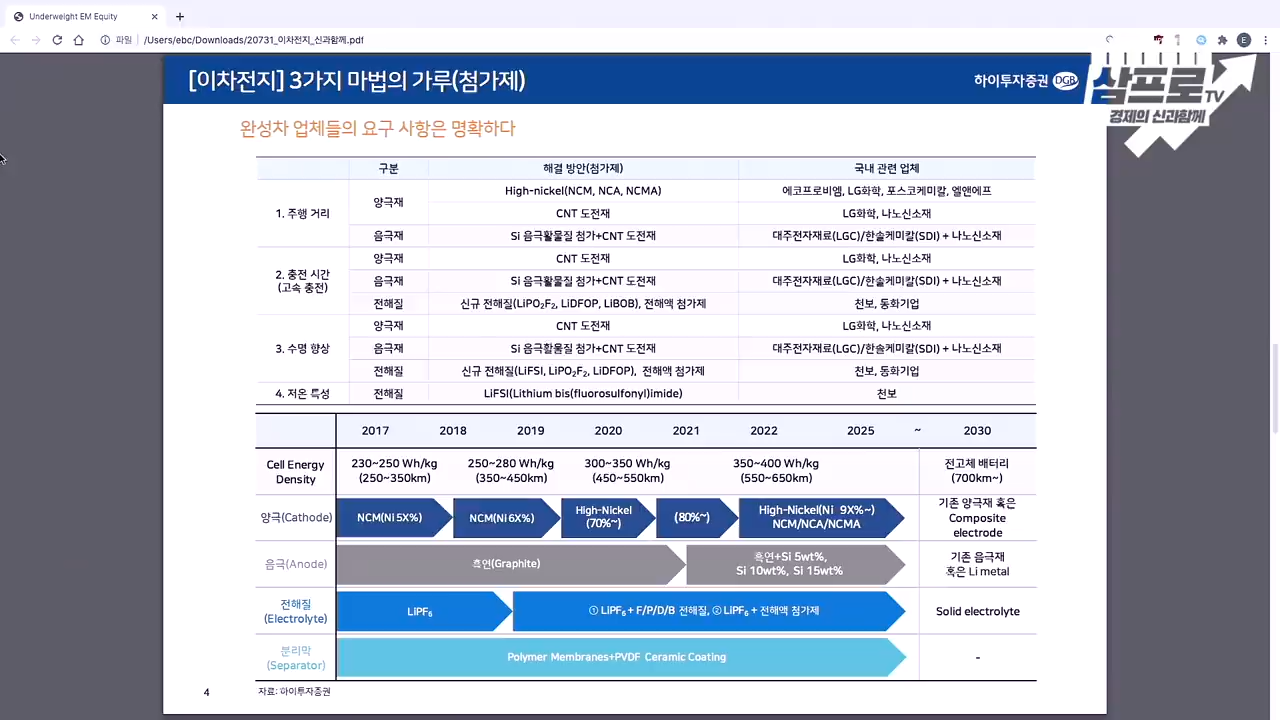 Underweight EM Equity
파일 /Users/ebc/Downloads/20731_이차전지_신과함께.pdf
E
[이차전지] 3가지 마법의 가루(첨가제)
하이투자증권 DGB
삼프로TV
경제의 신과함께
완성차 업체들의 요구 사항은 명확하다
구분 해결 방안(첨가제) 국내 관련 업체
1. 주행 거리 양극재 High-nickel(NCM, NCA, NCMA) 에코프로비엠, LG화학, 포스코케미칼, 엘앤에프
CNT 도전재 LG화학, 나노신소재
음극재 Si 음극활물질 첨가+CNT 도전재 대주전자재료(LGC)/한솔케미칼(SDI) + 나노신소재
2. 충전 시간 (고속 충전) 양극재 CNT 도전재 LG화학, 나노신소재
음극재 Si 음극활물질 첨가+CNT 도전재 대주전자재료(LGC)/한솔케미칼(SDI) + 나노신소재
전해질 신규 전해질(LiPO₂F₂, LiDFOP, LiBOB), 전해액 첨가제 천보, 동화기업
3. 수명 향상 양극재 CNT 도전재 LG화학, 나노신소재
음극재 Si 음극활물질 첨가+CNT 도전재 대주전자재료(LGC)/한솔케미칼(SDI) + 나노신소재
전해질 신규 전해질(LiFSI, LiPO₂F₂, LiDFOP), 전해액 첨가제 천보, 동화기업
4. 저온 특성 전해질 LiFSI(Lithium bis(fluorosulfonyl)imide) 천보
2017 2018 2019 2020 2021 2022 2025 ~ 2030
Cell Energy Density 230~250 Wh/kg (250~350km) 250~280 Wh/kg (350~450km) 300~350 Wh/kg (450~550km) 350~400 Wh/kg (550~650km) 전고체 배터리 (700km~)
양극(Cathode) NCM(Ni 5X%) NCM(Ni 6X%) High-Nickel (70%~) (80%~) High-Nickel(Ni 9X%~) NCM/NCA/NCMA 기존 양극재 혹은 Composite electrode
음극(Anode) 흑연(Graphite) 흑연+Si 5wt%, Si 10wt%, Si 15wt% 기존 음극재 혹은 Li metal
전해질 (Electrolyte) LiPF₆ ① LiPF₆ + F/P/D/B 전해질, ② LiPF₆ + 전해액 첨가제 Solid electrolyte
분리막 (Separator) Polymer Membranes+PVDF Ceramic Coating -
4 자료: 하이투자증권